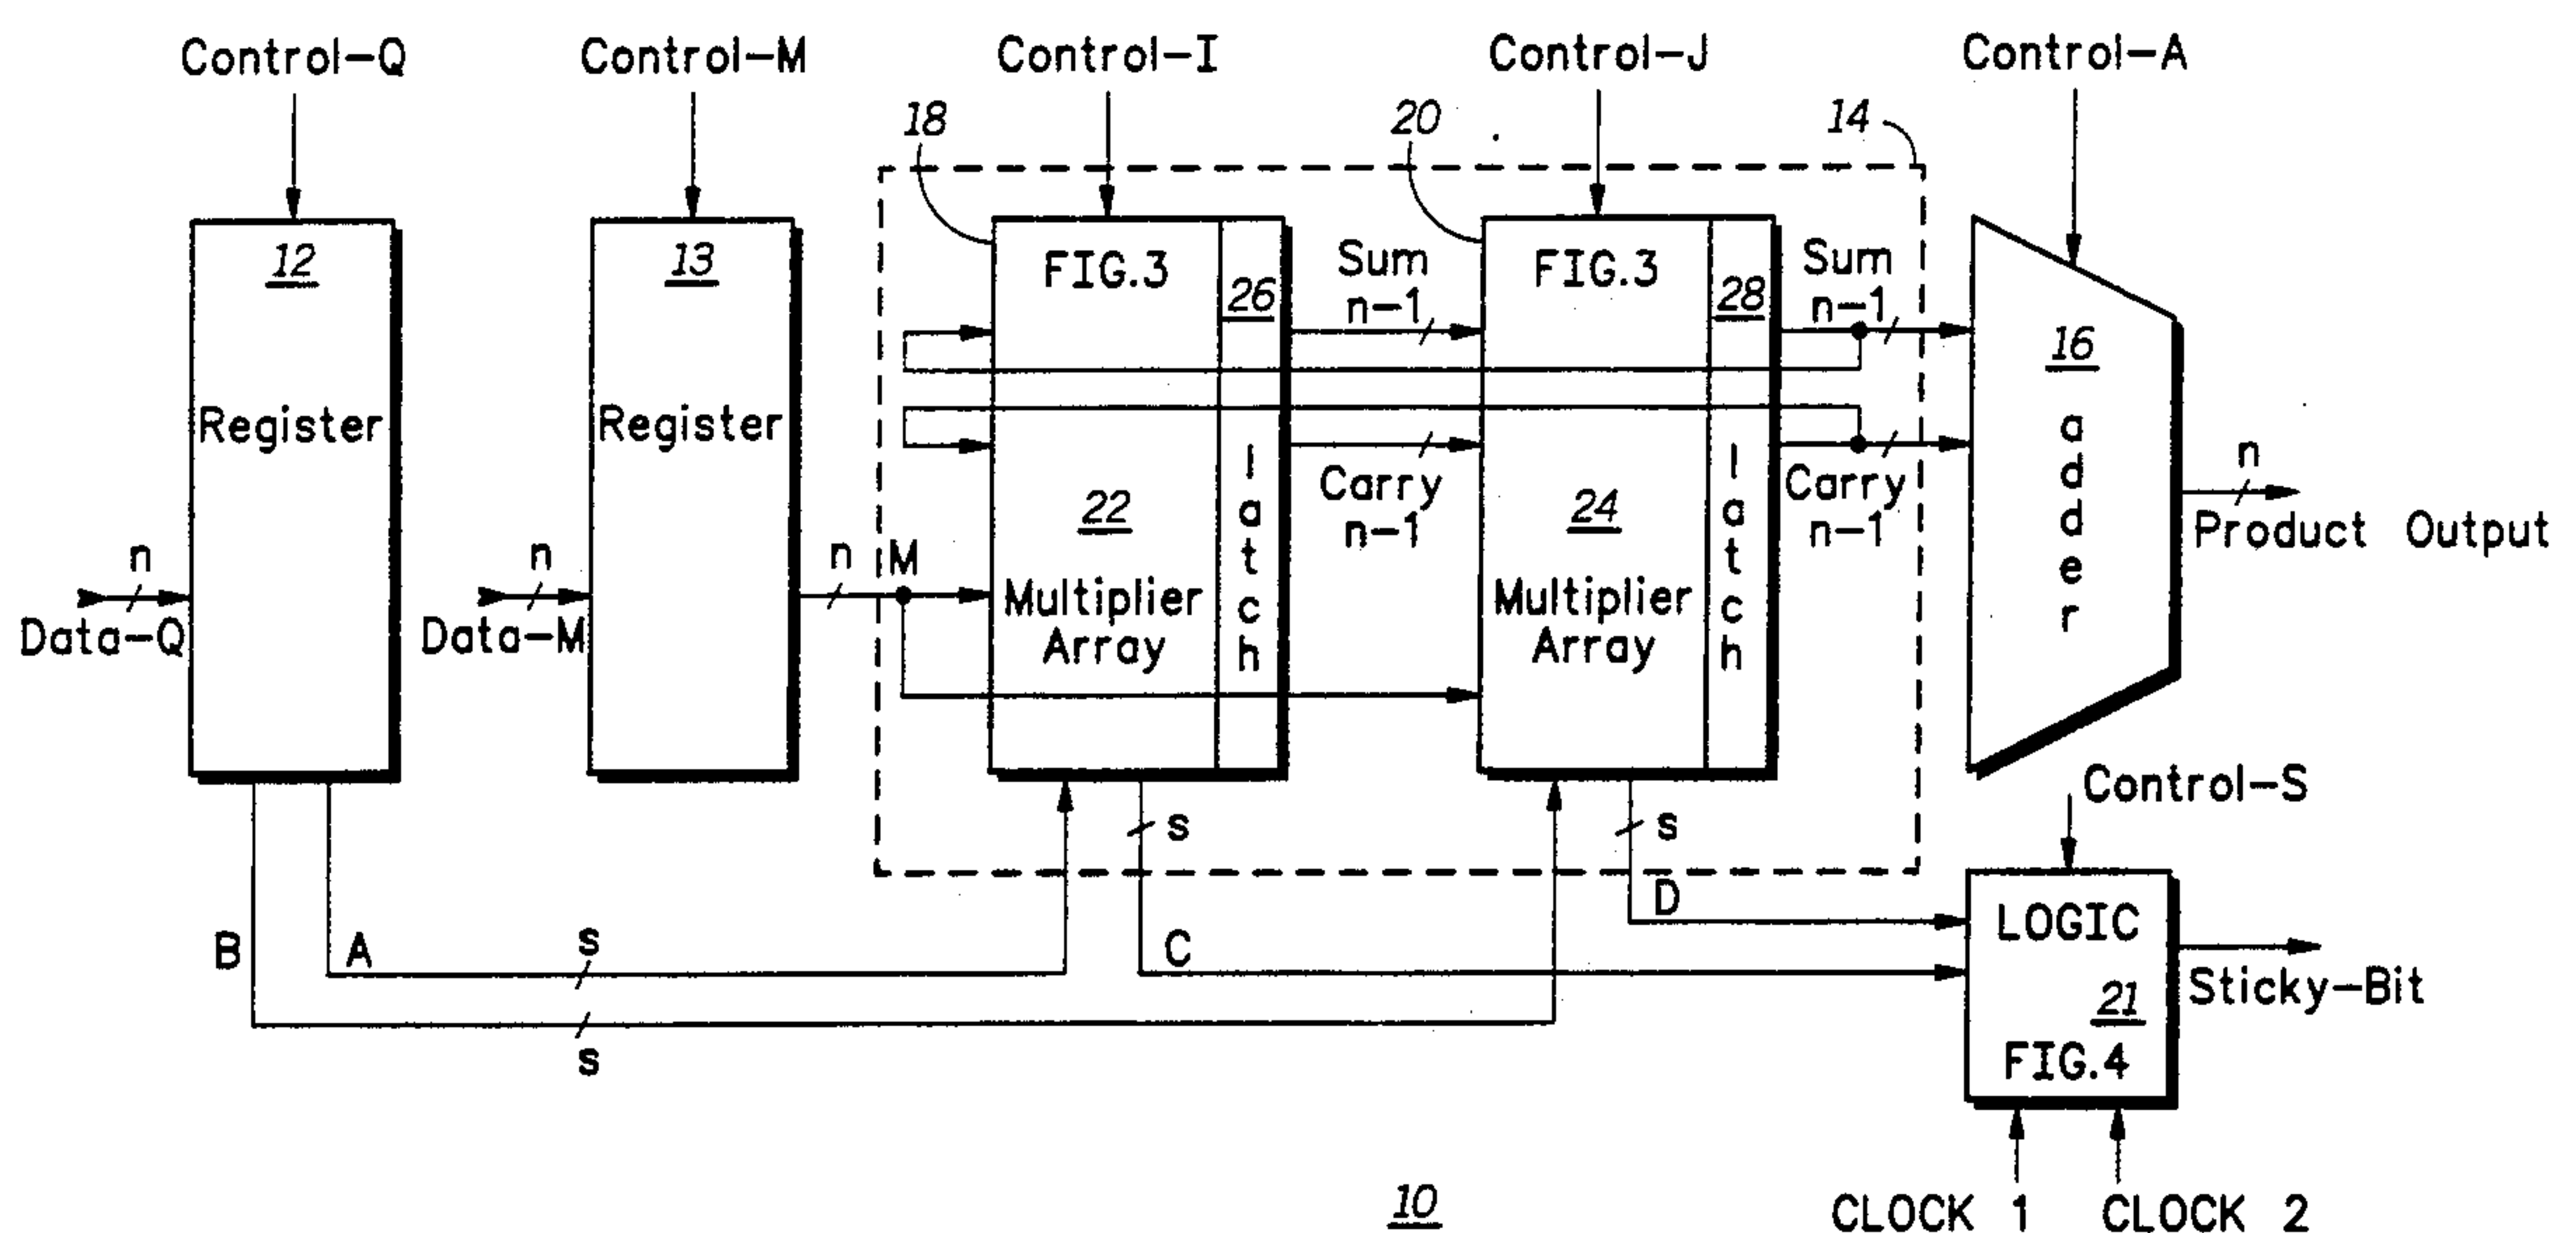 Control-Q
Control-M
Control-I
Control-J
Control-A
18
20
14
12
Register
13
Register
FIG.3
26
Sum
n-1
FIG.3
28
Sum
n-1
16
adder
22
Multiplier
Array
latch
Carry
n-1
24
Multiplier
Array
latch
Carry
n-1
n
Product Output
n
Data-Q
n
Data-M
n
M
s
s
Control-S
B
A
s
s
C
D
LOGIC
21
FIG.4
Sticky-Bit
10
CLOCK 1
CLOCK 2